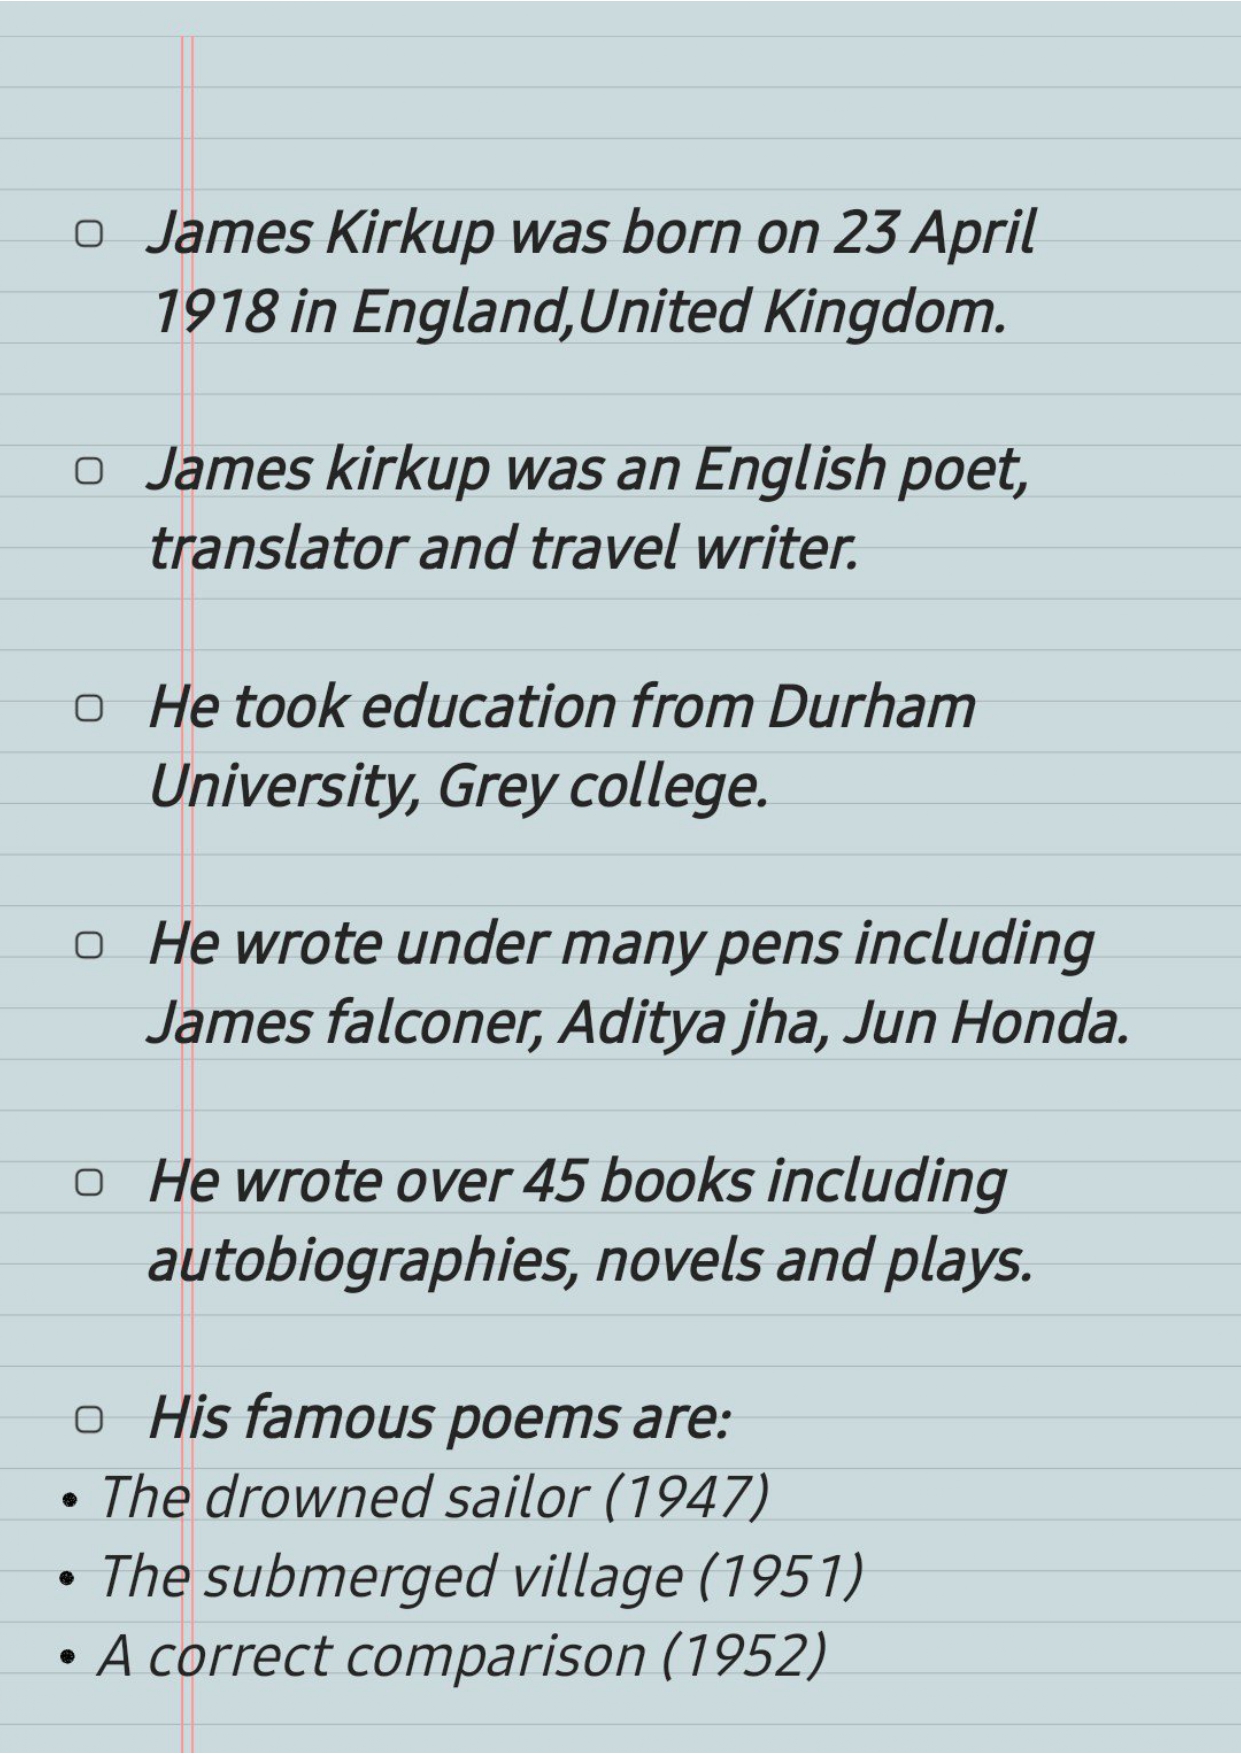 James Kirkup was born on 23 April
1918 in England,United Kingdom.
James kirkup was an English poet,
translator and travel writer.
He took education from Durham
University, Grey college.
He wrote under many pens including
James falconer, Aditya jha, Jun Honda.
He wrote over 45 books including
autobiographies, novels and plays.
His famous poems are:
• The drowned sailor (1947)
• The submerged village (1951)
• A correct comparison (1952)